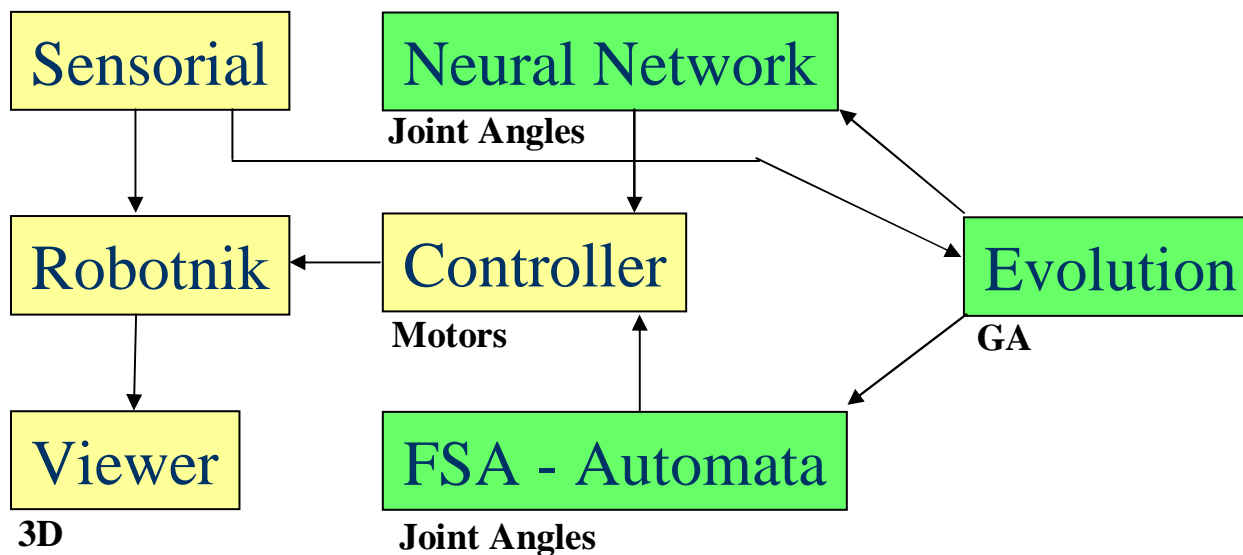 Sensorial
Neural Network
Joint Angles
Robotnik
Controller
Motors
Evolution
GA
Viewer
3D
FSA - Automata
Joint Angles